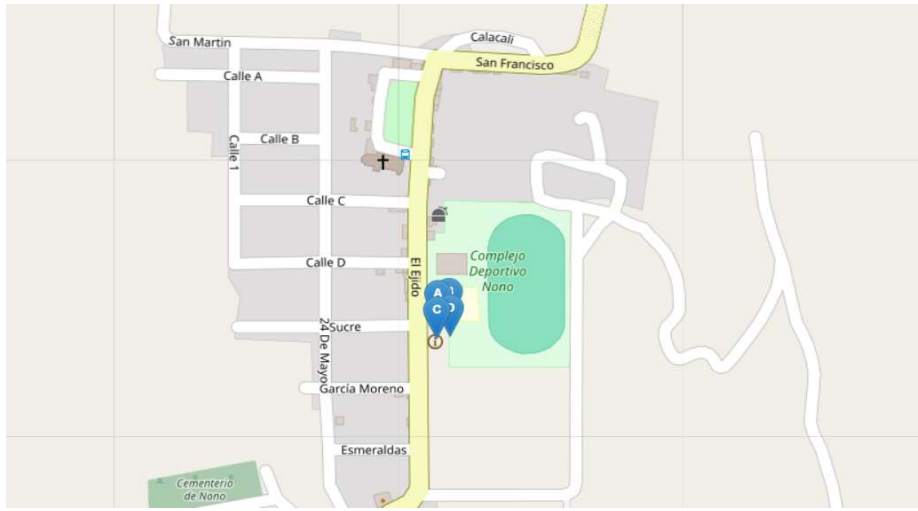 Calacali
San Martin
San Francisco
Calle A
Calle B
Calle 1
Calle C
Calle D
El Ejido
Complejo
Deportivo
Nono
A
C
Sucre
24 De Mayo
García Moreno
Esmeraldas
Cementerio
de Nono